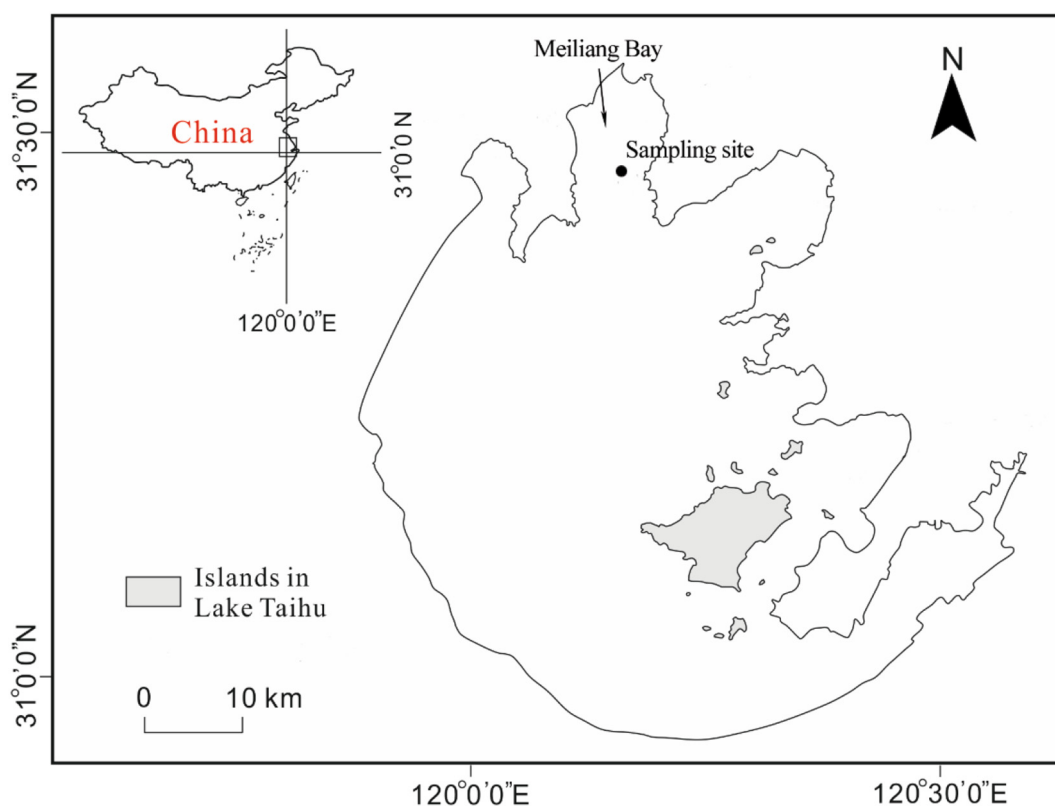 Meiliang Bay
N
31°30'0"N
China
31°0'0 N
Sampling site
120°0'0"E
Islands in
Lake Taihu
0 10 km
31°0'0"N
120°0'0"E
120°30'0"E